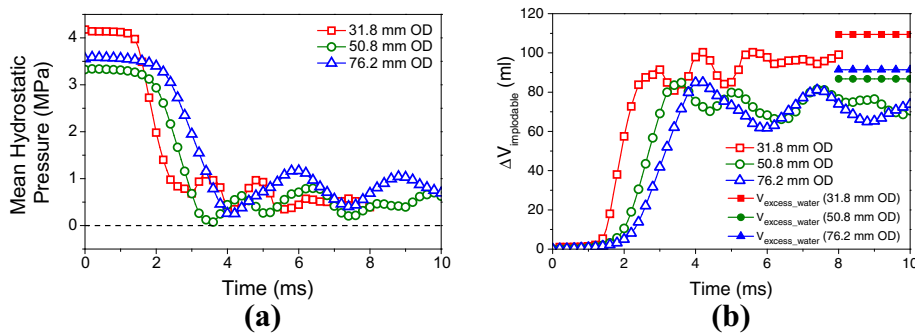 Mean Hydrostatic
Pressure (MPa)
4
3
2
1
0
31.8 mm OD
50.8 mm OD
76.2 mm OD
0 2 4 6 8 10
Time (ms)
(a)
ΔV_implodable (ml)
120
100
80
60
40
20
0
31.8 mm OD
50.8 mm OD
76.2 mm OD
V_excess_water (31.8 mm OD)
V_excess_water (50.8 mm OD)
V_excess_water (76.2 mm OD)
0 2 4 6 8 10
Time (ms)
(b)